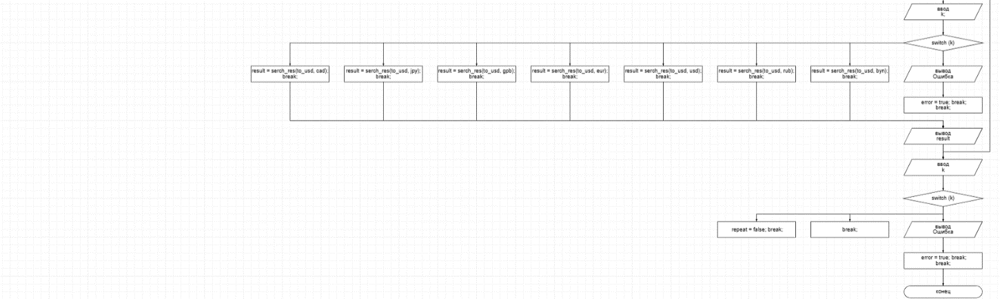 ввод
k;
switch (k)
result = serch_res(to_usd, cad);
break;
result = serch_res(to_usd, jpy);
break;
result = serch_res(to_usd, gpb);
break;
result = serch_res(to_usd, eur);
break;
result = serch_res(to_usd, usd);
break;
result = serch_res(to_usd, rub);
break;
result = serch_res(to_usd, byn);
break;
вывод
Ошибка
error = true; break;
break;
вывод
result
ввод
k
switch (k)
repeat = false; break;
break;
вывод
Ошибка
error = true; break;
break;
конец